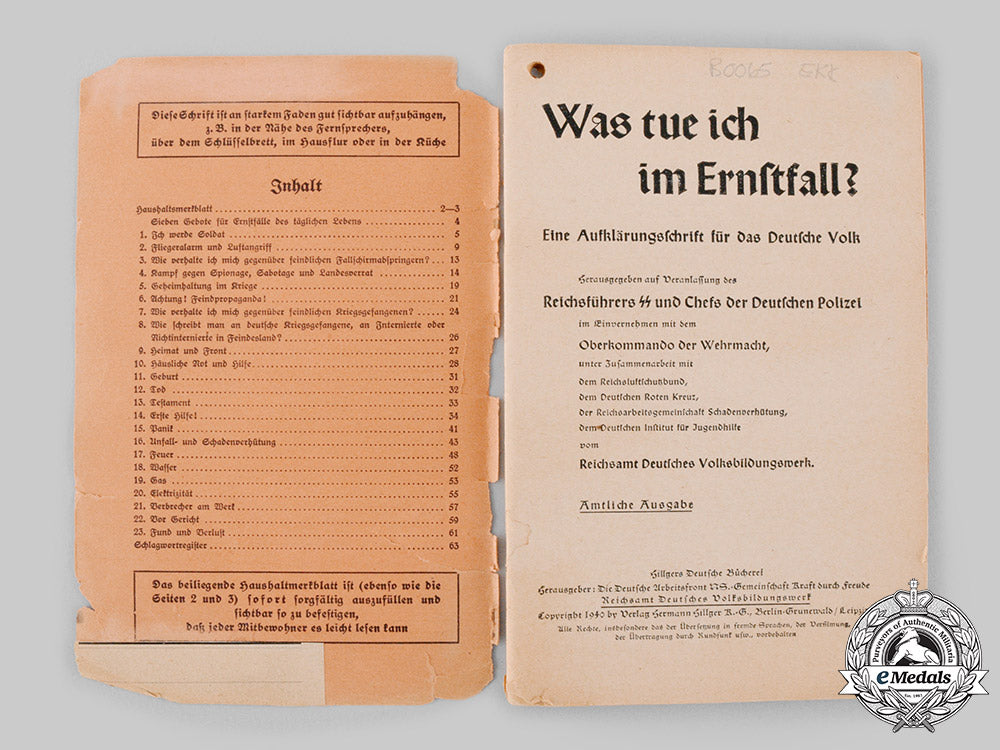 Diese Schrift ist an starkem Faden gut sichtbar aufzuhängen,
z. B. in der Nähe des Fernsprechers,
über dem Schlüsselbrett, im Hausflur oder in der Küche
Inhalt
Haushaltsmerkblatt 2—3
Sieben Gebote für Ernstfälle des täglichen Lebens 4
1. Ich werde Soldat 5
2. Fliegeralarm und Luftangriff 9
3. Wie verhalte ich mich gegenüber feindlichen Fallschirmabspringern? 13
4. Kampf gegen Spionage, Sabotage und Landesverrat 14
5. Geheimhaltung im Kriege 19
6. Achtung! Feindpropaganda! 21
7. Wie verhalte ich mich gegenüber feindlichen Kriegsgefangenen? 24
8. Wie schreibt man an deutsche Kriegsgefangene, an Internierte oder
Nichtinternierte in Feindesland? 26
9. Heimat und Front 27
10. Häusliche Not und Hilfe 28
11. Geburt 31
12. Tod 32
13. Testament 33
14. Erste Hilfe! 34
15. Panik 41
16. Unfall- und Schadenverhütung 43
17. Feuer 48
18. Wasser 52
19. Gas 53
20. Elektrizität 55
21. Verbrecher am Werk 57
22. Vor Gericht 59
23. Fund und Verlust 61
Schlagwortregister 63
Das beiliegende Haushaltmerkblatt ist (ebenso wie die
Seiten 2 und 3) sofort sorgfältig auszufüllen und
sichtbar so zu befestigen,
daß jeder Mitbewohner es leicht lesen kann
B0065 EKZ
Was tue ich
im Ernstfall?
Eine Aufklärungsschrift für das Deutsche Volk
Herausgegeben auf Veranlassung des
Reichsführers SS und Chefs der Deutschen Polizei
im Einvernehmen mit dem
Oberkommando der Wehrmacht,
unter Zusammenarbeit mit
dem Reichsluftschutzbund,
dem Deutschen Roten Kreuz,
der Reichsarbeitsgemeinschaft Schadenverhütung,
dem Deutschen Institut für Jugendhilfe
vom
Reichsamt Deutsches Volksbildungswerk.
Amtliche Ausgabe
Hillgers Deutsche Bücherei
Herausgeber: Die Deutsche Arbeitsfront NS.-Gemeinschaft Kraft durch Freude
Reichsamt Deutsches Volksbildungswerk
Copyright 1940 by Verlag Hermann Hillger K.-G., Berlin-Grunewald / Leipzig
Alle Rechte, insbesondere das der Übersetzung in fremde Sprachen, der Verfilmung,
der Übertragung durch Rundfunk usw., vorbehalten
Purveyors of Authentic Militaria
eMedals